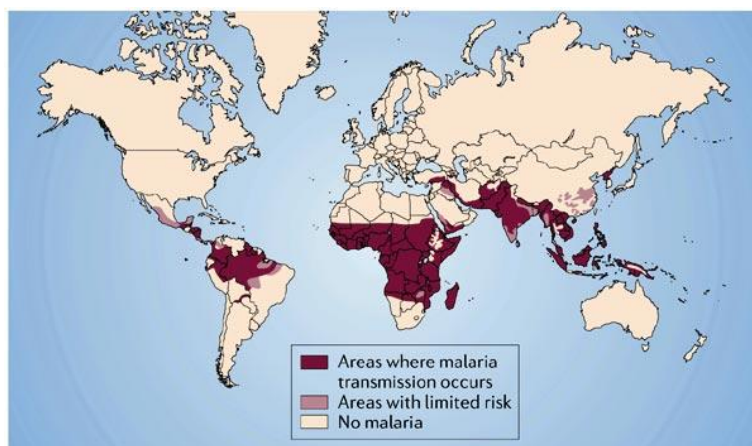 Areas where malaria
transmission occurs
Areas with limited risk
No malaria